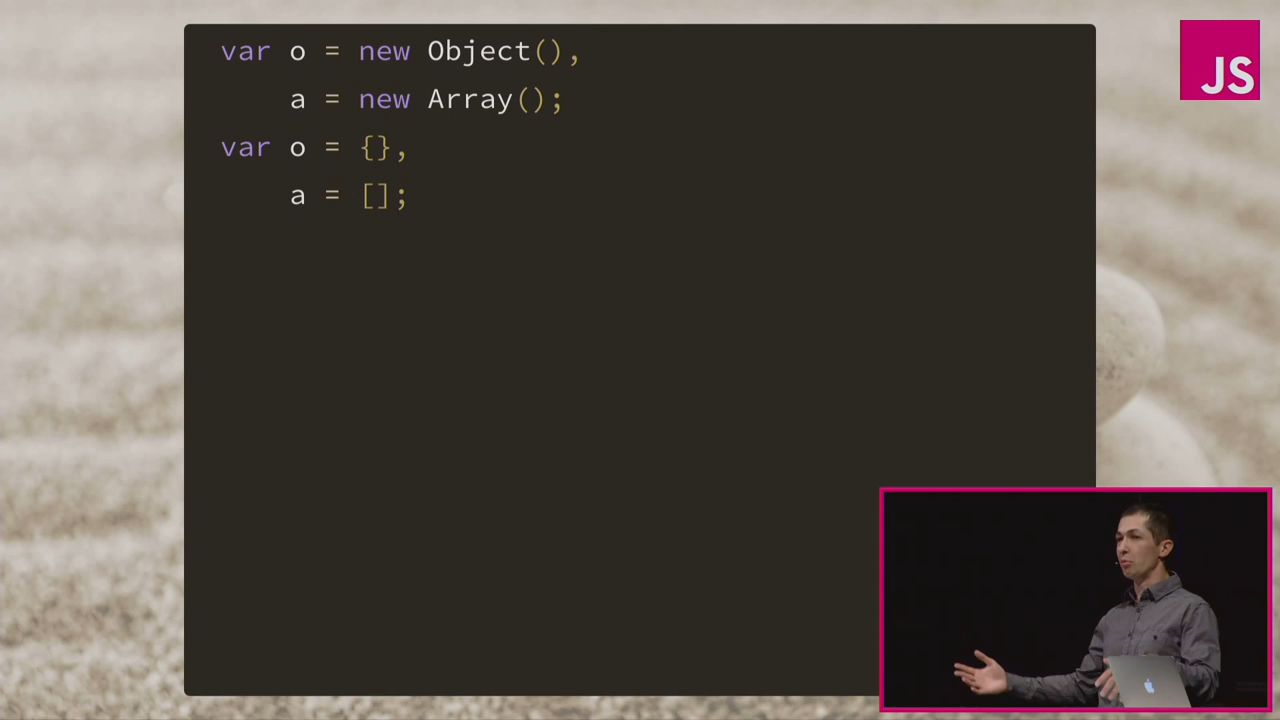 var o = new Object(),
    a = new Array();
var o = {},
    a = [];
JS